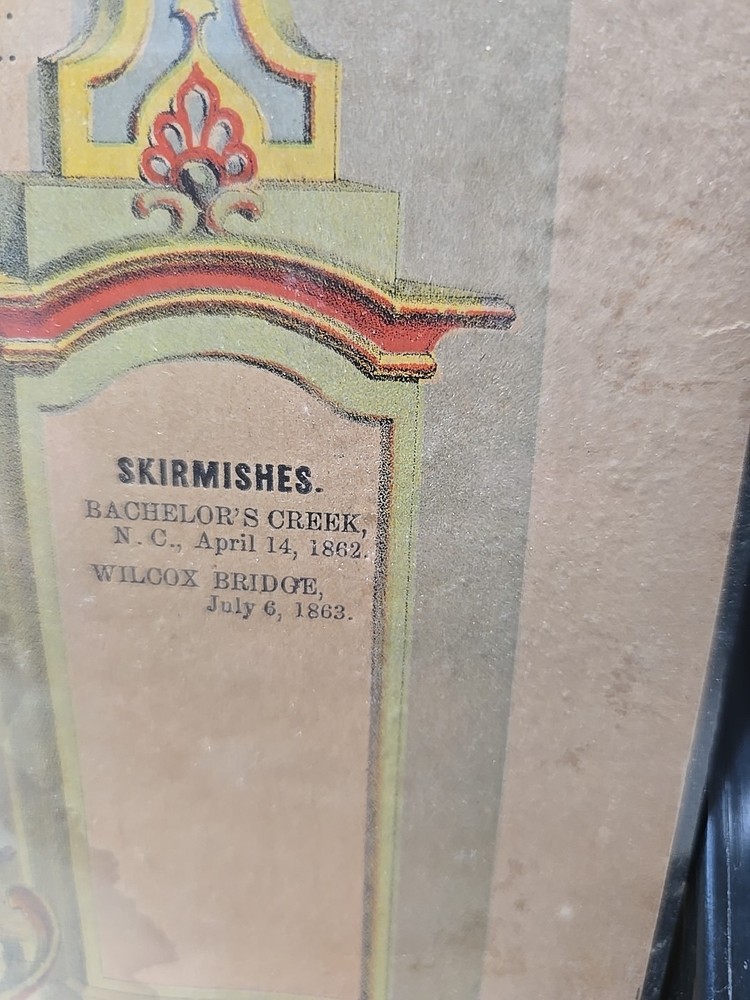 SKIRMISHES.
BACHELOR'S CREEK,
N. C., April 14, 1862.
WILCOX BRIDGE,
July 6, 1863.